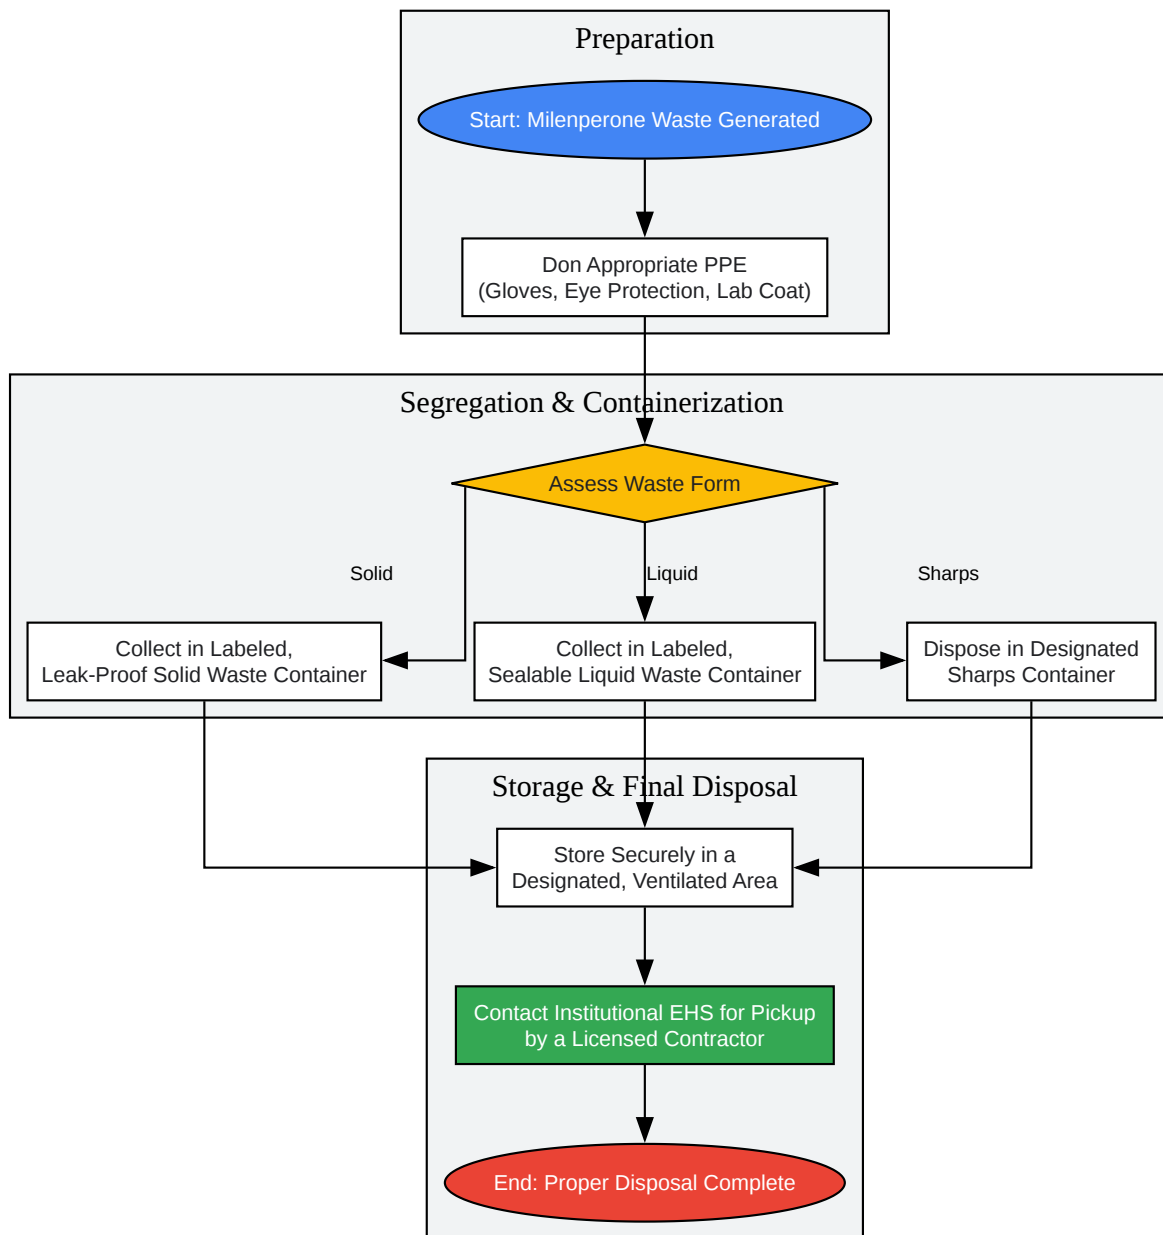 Preparation
Start: Milenperone Waste Generated
Don Appropriate PPE
(Gloves, Eye Protection, Lab Coat)
Segregation & Containerization
Assess Waste Form
Solid
Liquid
Sharps
Collect in Labeled,
Leak-Proof Solid Waste Container
Collect in Labeled,
Sealable Liquid Waste Container
Dispose in Designated
Sharps Container
Storage & Final Disposal
Store Securely in a
Designated, Ventilated Area
Contact Institutional EHS for Pickup
by a Licensed Contractor
End: Proper Disposal Complete